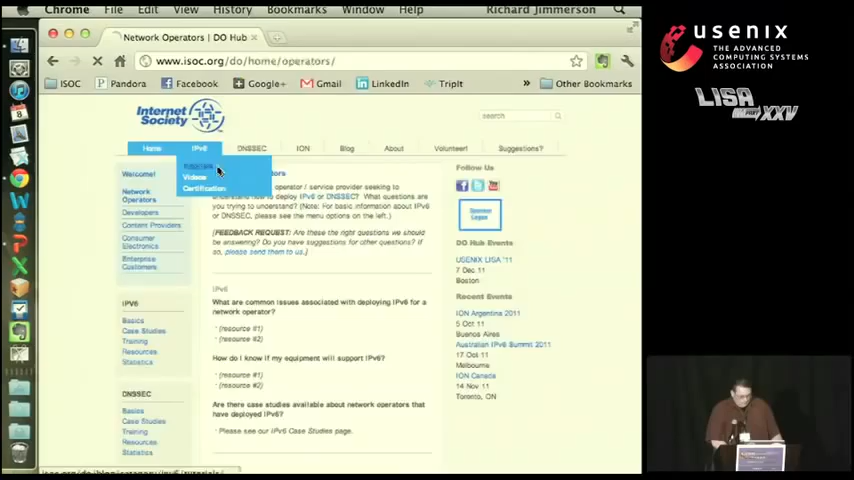 Chrome File Edit View History Bookmarks Window Help Richard Jimmerson
Network Operators | DO Hub
www.isoc.org/do/home/operators/
ISOC Pandora Facebook Google+ Gmail LinkedIn TripIt » Other Bookmarks
Internet Society
search
Home IPv6 DNSSEC ION Blog About Volunteer! Suggestions?
Videos
Certification
Welcome!
Network Operators
Developers
Content Providers
Consumer Electronics
Enterprise Customers
IPV6
Basics
Case Studies
Training
Resources
Statistics
DNSSEC
Basics
Case Studies
Training
Resources
Statistics
operator / service provider seeking to
how to deploy IPv6 or DNSSEC? What questions are
you trying to understand? (Note: For basic information about IPv6
or DNSSEC, please see the menu options on the left.)
[FEEDBACK REQUEST: Are these the right questions we should
be answering? Do you have suggestions for other questions? If
so, please send them to us.]
IPv6
What are common issues associated with deploying IPv6 for a
network operator?
· (resource #1)
· (resource #2)
How do I know if my equipment will support IPv6?
· (resource #1)
· (resource #2)
Are there case studies available about network operators that
have deployed IPv6?
· Please see our IPv6 Case Studies page.
Follow Us
Sponsor
Logos
DO Hub Events
USENIX LISA '11
7 Dec 11
Boston
Recent Events
ION Argentina 2011
5 Oct 11
Buenos Aires
Australian IPv6 Summit 2011
17 Oct 11
Melbourne
ION Canada
14 Nov 11
Toronto, ON
isoc.org/do/blog/category/ipv6/tutorials/
usenix
THE ADVANCED
COMPUTING SYSTEMS
ASSOCIATION
LISA
XXV